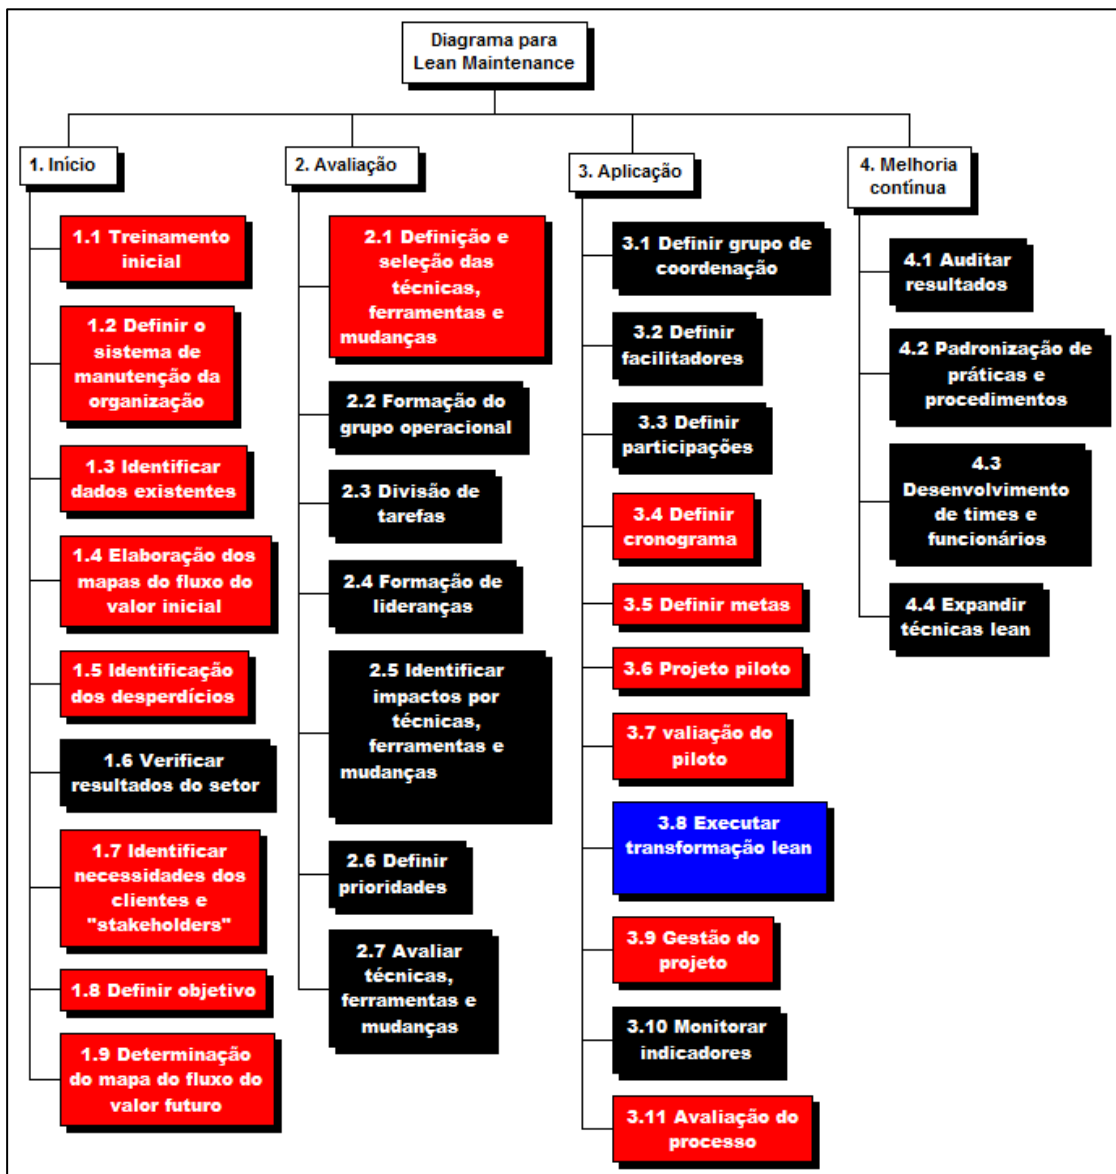 Diagrama para
Lean Maintenance
1. Início
1.1 Treinamento
inicial
1.2 Definir o
sistema de
manutenção da
organização
1.3 Identificar
dados existentes
1.4 Elaboração dos
mapas do fluxo do
valor inicial
1.5 Identificação
dos desperdícios
1.6 Verificar
resultados do setor
1.7 Identificar
necessidades dos
clientes e
"stakeholders"
1.8 Definir objetivo
1.9 Determinação
do mapa do fluxo do
valor futuro
2. Avaliação
2.1 Definição e
seleção das
técnicas,
ferramentas e
mudanças
2.2 Formação do
grupo operacional
2.3 Divisão de
tarefas
2.4 Formação de
lideranças
2.5 Identificar
impactos por
técnicas,
ferramentas e
mudanças
2.6 Definir
prioridades
2.7 Avaliar
técnicas,
ferramentas e
mudanças
3. Aplicação
3.1 Definir grupo de
coordenação
3.2 Definir
facilitadores
3.3 Definir
participações
3.4 Definir
cronograma
3.5 Definir metas
3.6 Projeto piloto
3.7 valiação do
piloto
3.8 Executar
transformação lean
3.9 Gestão do
projeto
3.10 Monitorar
indicadores
3.11 Avaliação do
processo
4. Melhoria
contínua
4.1 Auditar
resultados
4.2 Padronização de
práticas e
procedimentos
4.3
Desenvolvimento
de times e
funcionários
4.4 Expandir
técnicas lean